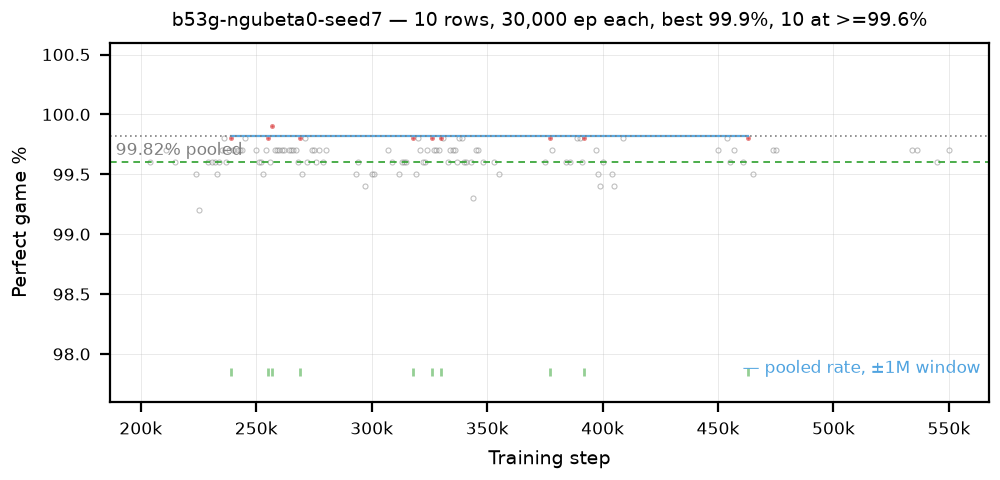 b53g-ngubeta0-seed7 — 10 rows, 30,000 ep each, best 99.9%, 10 at >=99.6%
Perfect game %
100.5
100.0
99.5
99.0
98.5
98.0
99.82% pooled
— pooled rate, ±1M window
200k 250k 300k 350k 400k 450k 500k 550k
Training step